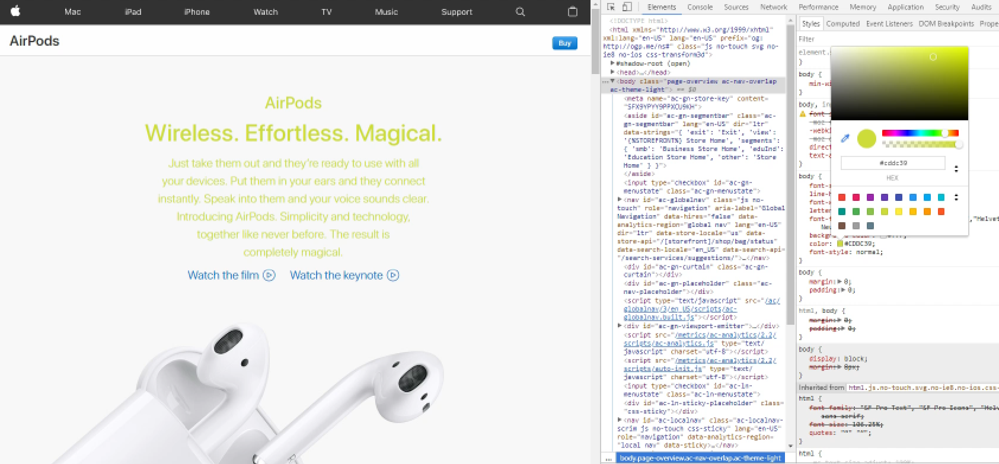 Mac iPad iPhone Watch TV Music Support
AirPods
Buy
AirPods
Wireless. Effortless. Magical.
Just take them out and they're ready to use with all
your devices. Put them in your ears and they connect
instantly. Speak into them and your voice sounds clear.
Introducing AirPods. Simplicity and technology,
together like never before. The result is
completely magical.
Watch the film Watch the keynote
Elements Console Sources Network Performance Memory Application Security Audits
<!DOCTYPE html>
<html xmlns="http://www.w3.org/1999/xhtml"
xml:lang="en-US" lang="en-US" prefix="og:
http://ogp.me/ns#" class="js no-touch svg no-
ie8 no-ios css-transform3d">
#shadow-root (open)
<head>…</head>
<body class="page-overview ac-nav-overlap
ac-theme-light"> == $0
<meta name="ac-gn-store-key" content=
<aside id="ac-gn-segmentbar" class="ac-
gn-segmentbar" lang="en-US" dir="ltr"
data-strings="{ 'exit': 'Exit', 'view':
'{%STOREFRONT%} Store Home', 'segments':
{ 'smb': 'Business Store Home', 'eduInd':
'Education Store Home', 'other': 'Store
Home' } }">
</aside>
<input type="checkbox" id="ac-gn-
menustate" class="ac-gn-menustate">
<nav id="ac-globalnav" class="js no-
touch" role="navigation" aria-label="Global
Navigation" data-hires="false" data-
analytics-region="global nav" lang="en-US"
dir="ltr" data-store-locale="us" data-
store-api="/[storefront]/shop/bag/status"
data-search-locale="en_US" data-search-api=
"/search-services/suggestions/">…</nav>
<div id="ac-gn-curtain" class="ac-gn-
curtain"></div>
<div id="ac-gn-placeholder" class="ac-
nav-placeholder"></div>
<script type="text/javascript" src="/ac/
globalnav/3/en_US/scripts/ac-
globalnav.built.js"></script>
<div id="ac-gn-viewport-emitter">…</div>
<script src="/metrics/ac-analytics/2.2/
scripts/ac-analytics.js" type="text/
javascript" charset="utf-8"></script>
<script src="/metrics/ac-analytics/2.2/
scripts/auto-init.js" type="text/
javascript" charset="utf-8"></script>
<input type="checkbox" id="ac-ln-
menustate" class="ac-ln-menustate">
<div id="ac-ln-sticky-placeholder" class=
"css-sticky"></div>
<nav id="ac-localnav" class="ac-localnav-
scrim js no-touch css-sticky" lang="en-US"
role="navigation" data-analytics-region=
"local nav" data-sticky>…</nav>
... body.page-overview.ac-nav-overlap.ac-theme-light
Styles Computed Event Listeners DOM Breakpoints Prope
Filter
element.
}
body {
min-wi
}
body, in
font
-moz
-webki
-moz
direct
text-a
}
body {
font-s
line-h
font-
letter
font-f ,"Helvet
Neu
backgr
color: #CDDC39;
font-style: normal;
}
#cddc39
HEX
body {
margin: 0;
padding: 0;
}
html, body {
margin: 0;
padding: 0;
}
body {
display: block;
margin: 8px;
}
Inherited from html.js.no-touch.svg.no-ie8.no-ios.css-
html {
font-family: "SF Pro Text", "SF Pro Icons", "Helv
sans-serif;
font-size: 106.25%;
quotes:
}
html {